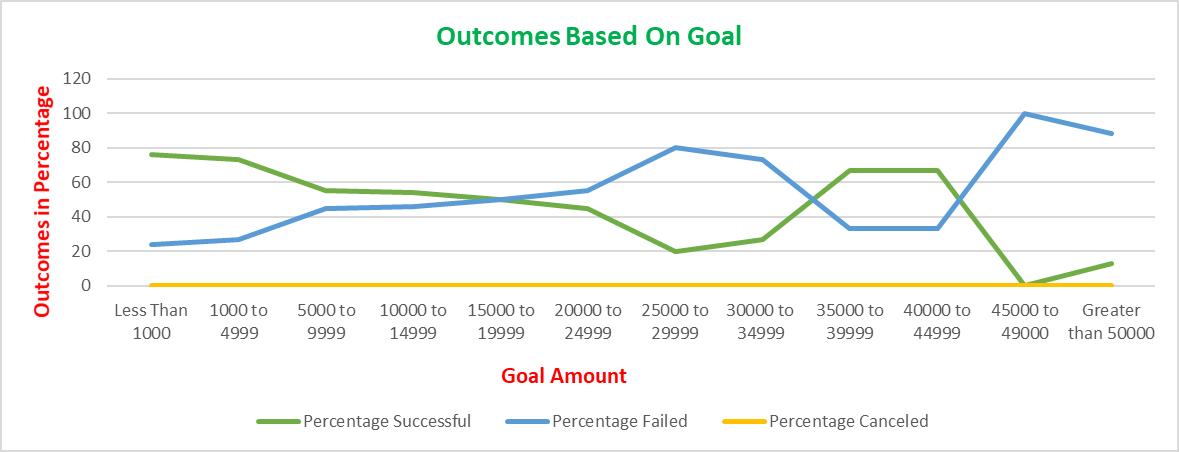 Outcomes Based On Goal
Outcomes in Percentage
120
100
80
60
40
20
0
Less Than 1000 to 5000 to 10000 to 15000 to 20000 to 25000 to 30000 to 35000 to 40000 to 45000 to Greater
1000 4999 9999 14999 19999 24999 29999 34999 39999 44999 49000 than 50000
Goal Amount
Percentage Successful Percentage Failed Percentage Canceled